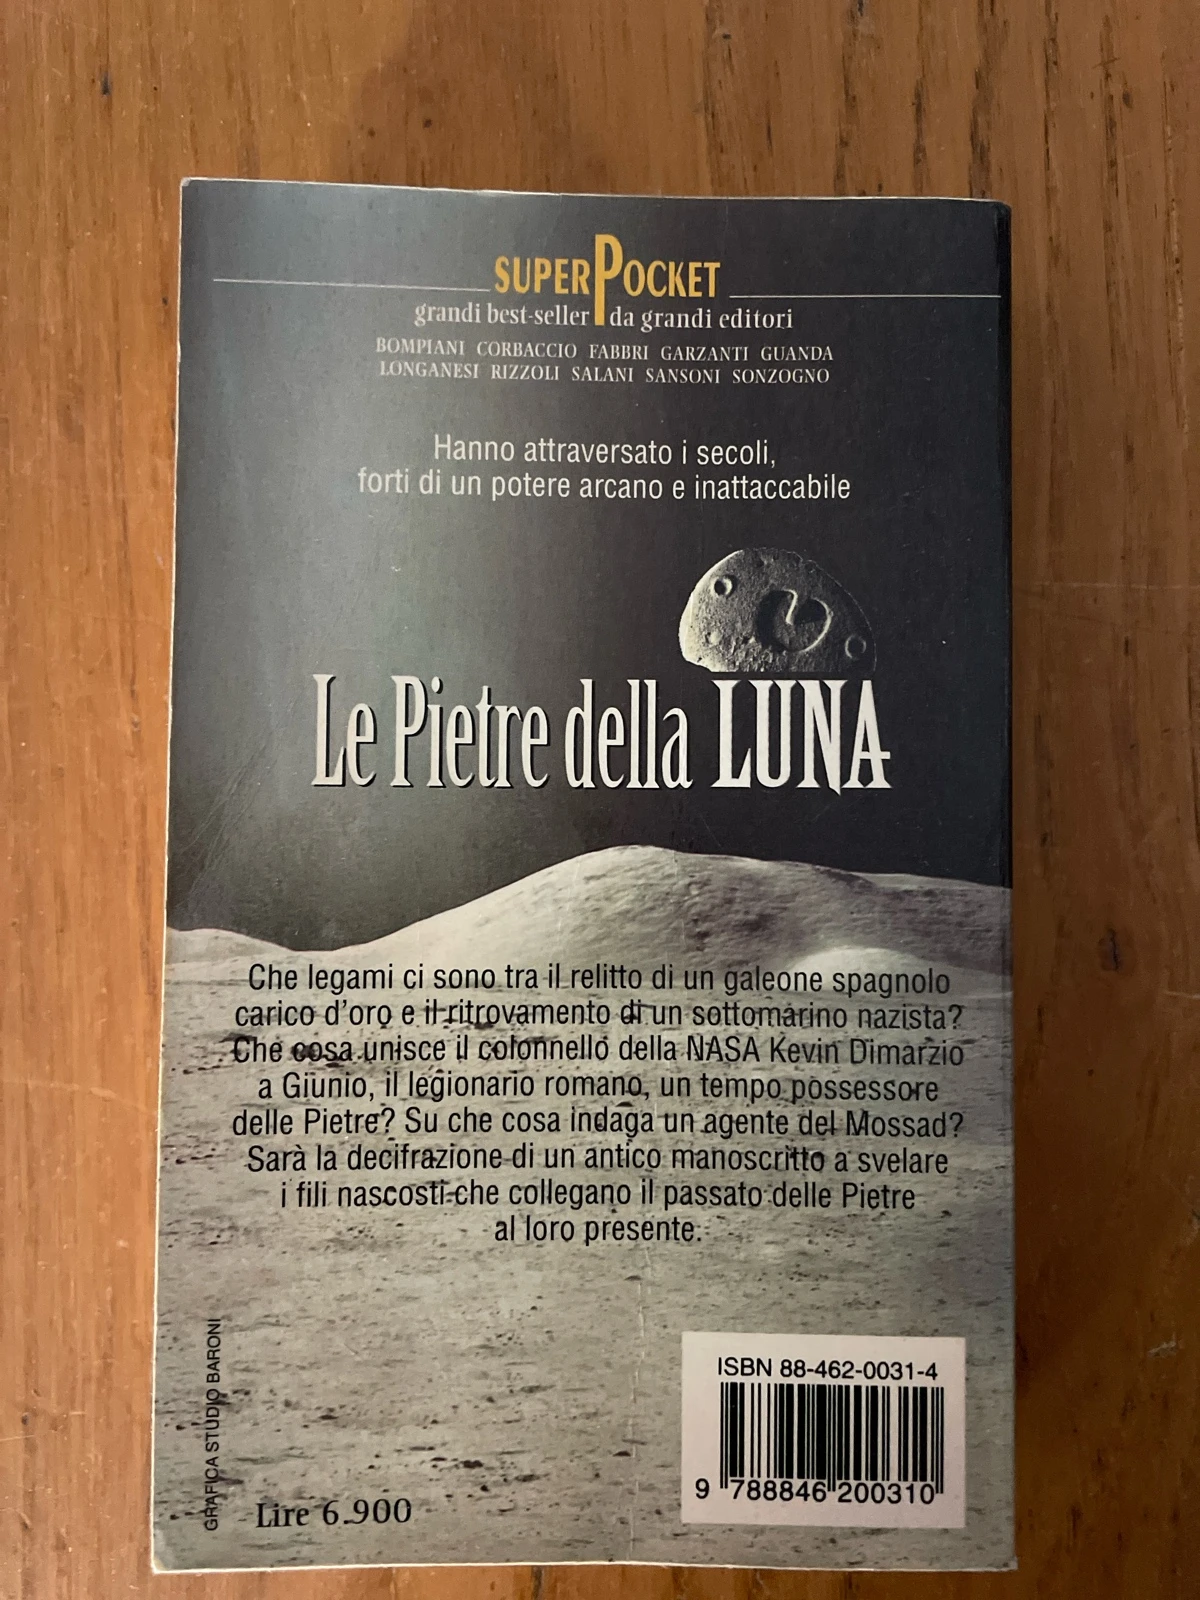 SUPERPOCKET
grandi best-seller da grandi editori
BOMPIANI CORBACCIO FABBRI GARZANTI GUANDA
LONGANESI RIZZOLI SALANI SANSONI SONZOGNO
Hanno attraversato i secoli,
forti di un potere arcano e inattaccabile
Le Pietre della LUNA
Che legami ci sono tra il relitto di un galeone spagnolo
carico d'oro e il ritrovamento di un sottomarino nazista?
Che cosa unisce il colonnello della NASA Kevin Dimarzio
a Giunio, il legionario romano, un tempo possessore
delle Pietre? Su che cosa indaga un agente del Mossad?
Sarà la decifrazione di un antico manoscritto a svelare
i fili nascosti che collegano il passato delle Pietre
al loro presente.
GRAFICA STUDIO BARONI
Lire 6.900
ISBN 88-462-0031-4
9 788846 200310